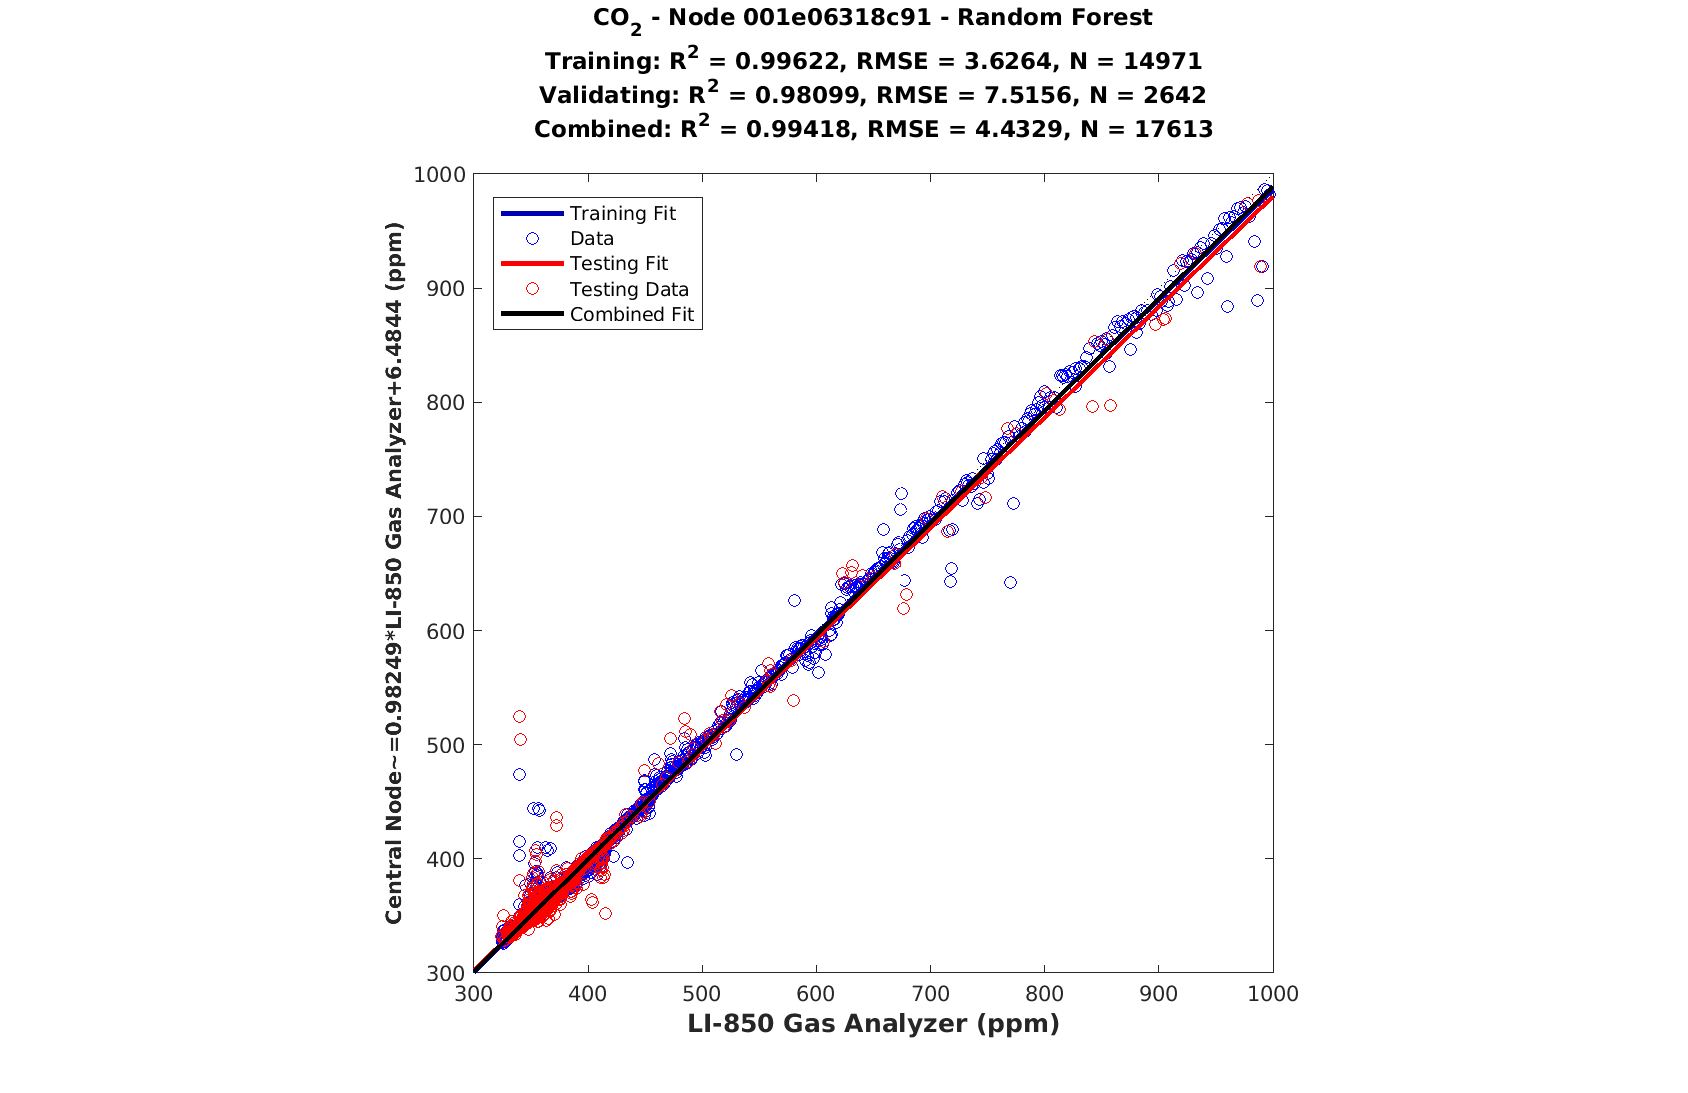 CO2 - Node 001e06318c91 - Random Forest
Training: R2 = 0.99622, RMSE = 3.6264, N = 14971
Validating: R2 = 0.98099, RMSE = 7.5156, N = 2642
Combined: R2 = 0.99418, RMSE = 4.4329, N = 17613
Central Node~=0.98249*LI-850 Gas Analyzer+6.4844 (ppm)
1000
900
800
700
600
500
400
300
Training Fit
Data
Testing Fit
Testing Data
Combined Fit
300 400 500 600 700 800 900 1000
LI-850 Gas Analyzer (ppm)